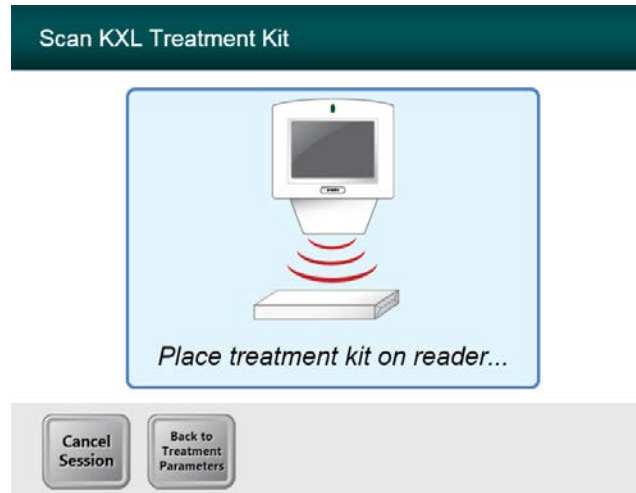 Scan KXL Treatment Kit
Place treatment kit on reader...
Cancel
Session
Back to
Treatment
Parameters